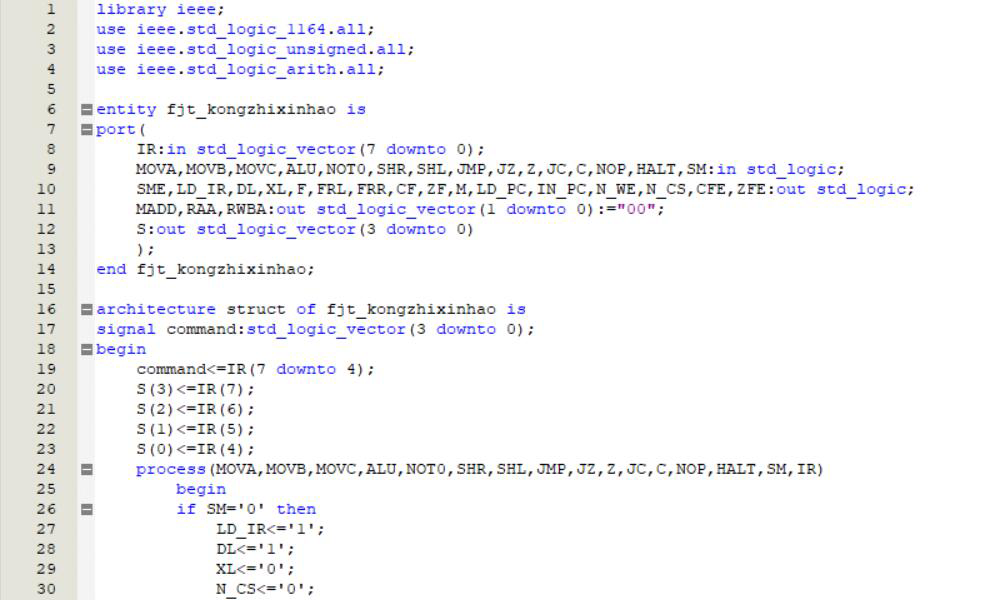 1 library ieee;
2 use ieee.std_logic_1164.all;
3 use ieee.std_logic_unsigned.all;
4 use ieee.std_logic_arith.all;
5
6 entity fjt_kongzhixinhao is
7 port(
8 IR:in std_logic_vector(7 downto 0);
9 MOVA,MOVB,MOVC,ALU,NOT0,SHR,SHL,JMP,JZ,Z,JC,C,NOP,HALT,SM:in std_logic;
10 SME,LD_IR,DL,XL,F,FRL,FRR,CF,ZF,M,LD_PC,IN_PC,N_WE,N_CS,CFE,ZFE:out std_logic;
11 MADD,RAA,RWBA:out std_logic_vector(1 downto 0):="00";
12 S:out std_logic_vector(3 downto 0)
13 );
14 end fjt_kongzhixinhao;
15
16 architecture struct of fjt_kongzhixinhao is
17 signal command:std_logic_vector(3 downto 0);
18 begin
19 command<=IR(7 downto 4);
20 S(3)<=IR(7);
21 S(2)<=IR(6);
22 S(1)<=IR(5);
23 S(0)<=IR(4);
24 process(MOVA,MOVB,MOVC,ALU,NOT0,SHR,SHL,JMP,JZ,Z,JC,C,NOP,HALT,SM,IR)
25 begin
26 if SM='0' then
27 LD_IR<='1';
28 DL<='1';
29 XL<='0';
30 N_CS<='0';